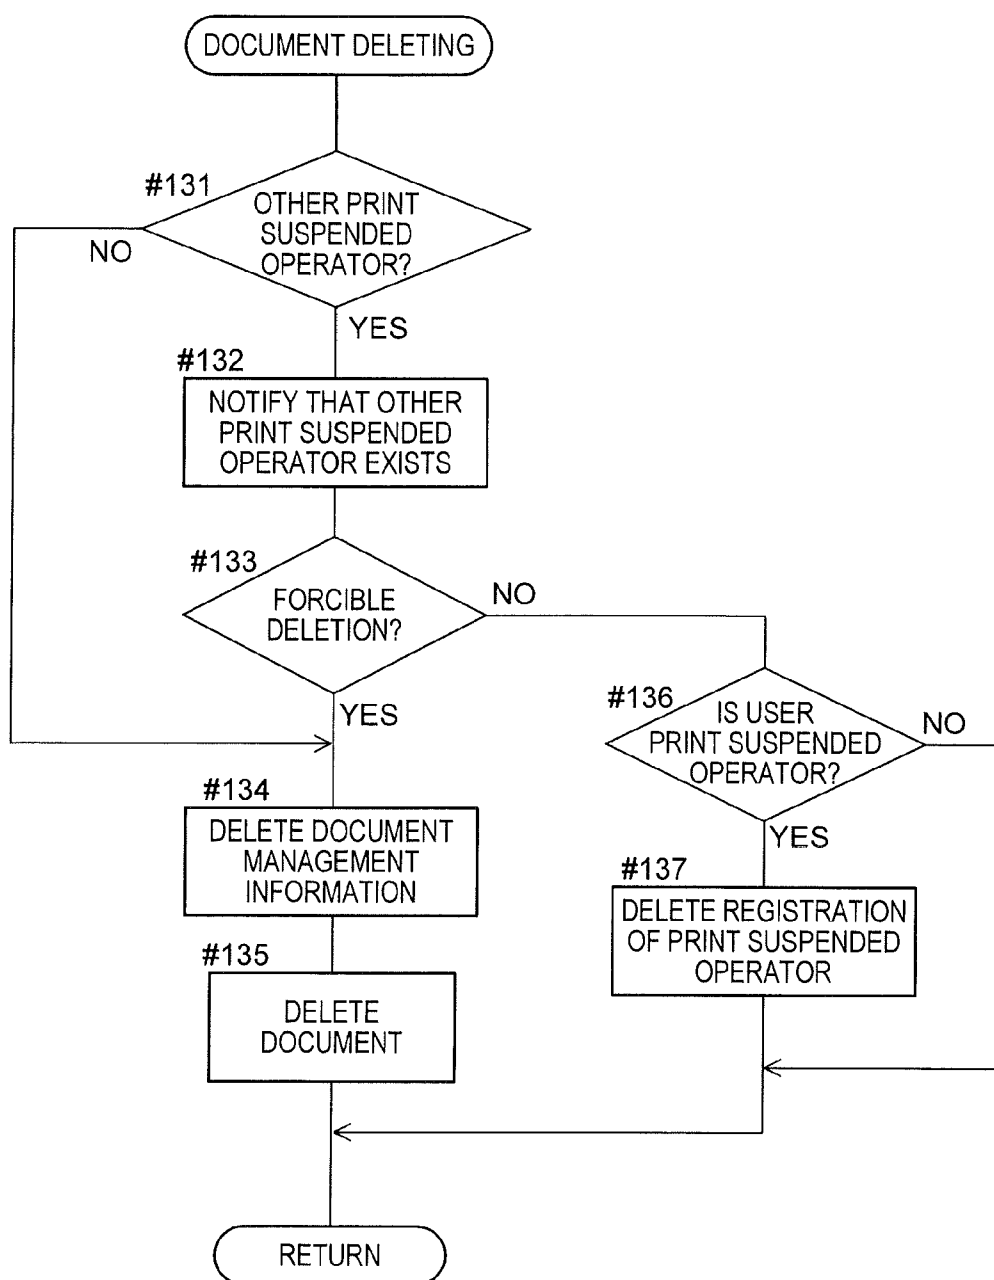 DOCUMENT DELETING
#131
OTHER PRINT
SUSPENDED
OPERATOR?
NO
YES
#132
NOTIFY THAT OTHER
PRINT SUSPENDED
OPERATOR EXISTS
#133
FORCIBLE
DELETION?
NO
YES
#136
IS USER
PRINT SUSPENDED
OPERATOR?
NO
YES
#134
DELETE DOCUMENT
MANAGEMENT
INFORMATION
#137
DELETE REGISTRATION
OF PRINT SUSPENDED
OPERATOR
#135
DELETE
DOCUMENT
RETURN